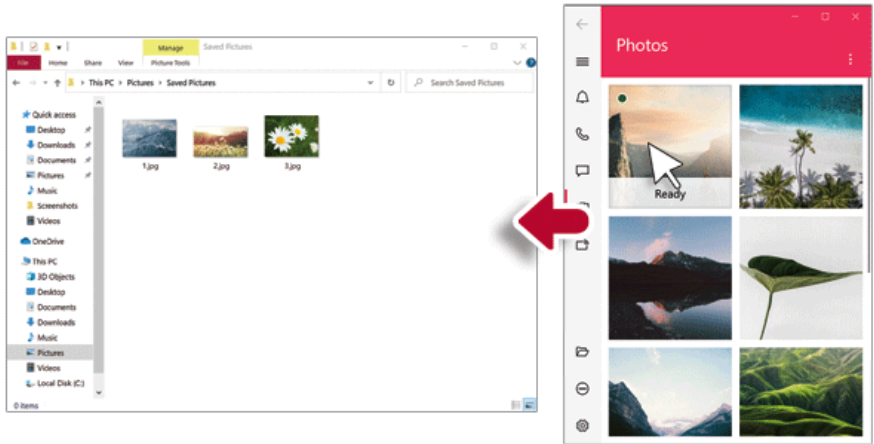 Manage
Saved Pictures
File
Home
Share
View
Picture Tools
This PC
Pictures
Saved Pictures
Search Saved Pictures
Quick access
Desktop
Downloads
Documents
Pictures
Music
Screenshots
Videos
OneDrive
This PC
3D Objects
Desktop
Documents
Downloads
Music
Pictures
Videos
Local Disk (C:)
0 items
1.jpg
2.jpg
3.jpg
Photos
Ready